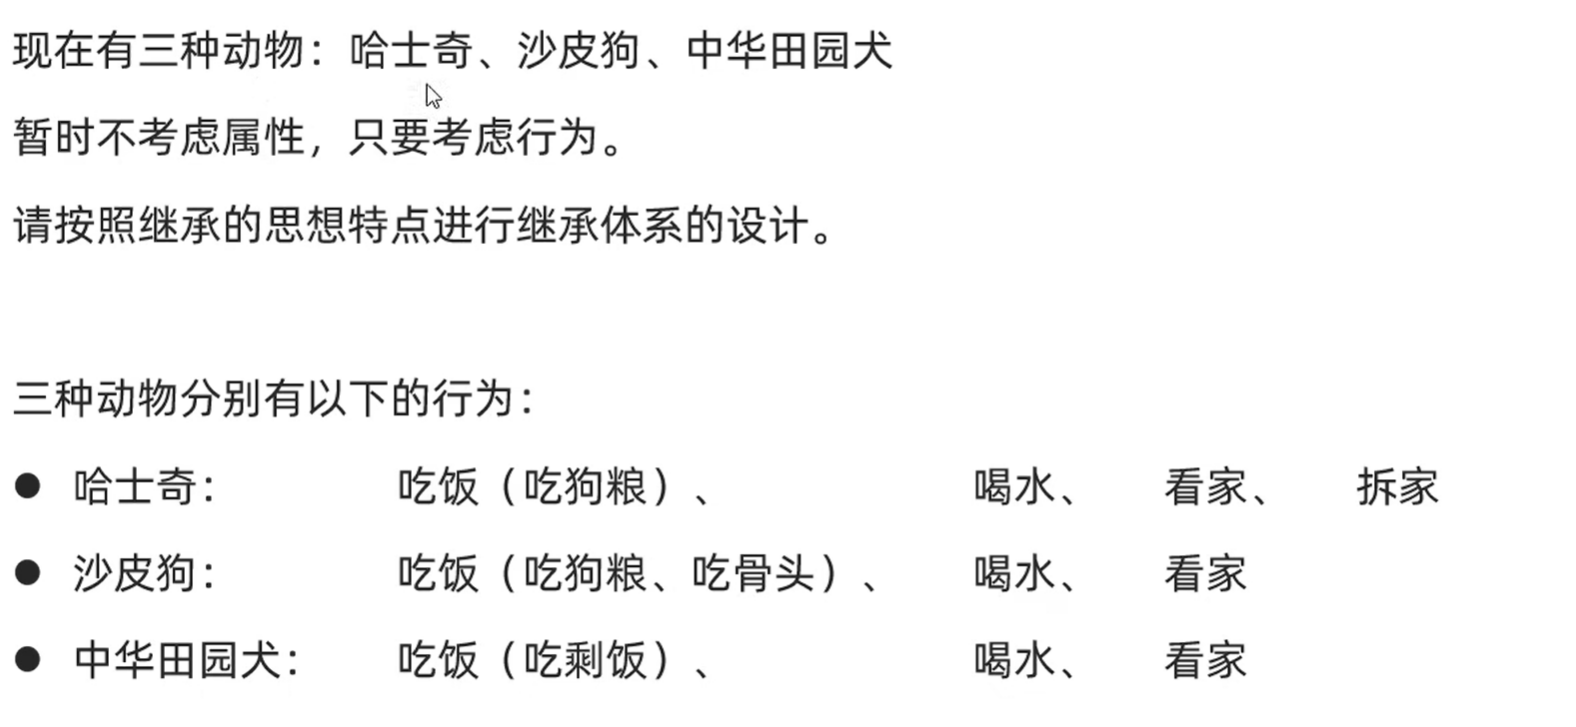 现在有三种动物：哈士奇、沙皮狗、中华田园犬
暂时不考虑属性，只要考虑行为。
请按照继承的思想特点进行继承体系的设计。
三种动物分别有以下的行为：
● 哈士奇： 吃饭（吃狗粮）、 喝水、 看家、 拆家
● 沙皮狗： 吃饭（吃狗粮、吃骨头）、 喝水、 看家
● 中华田园犬： 吃饭（吃剩饭）、 喝水、 看家